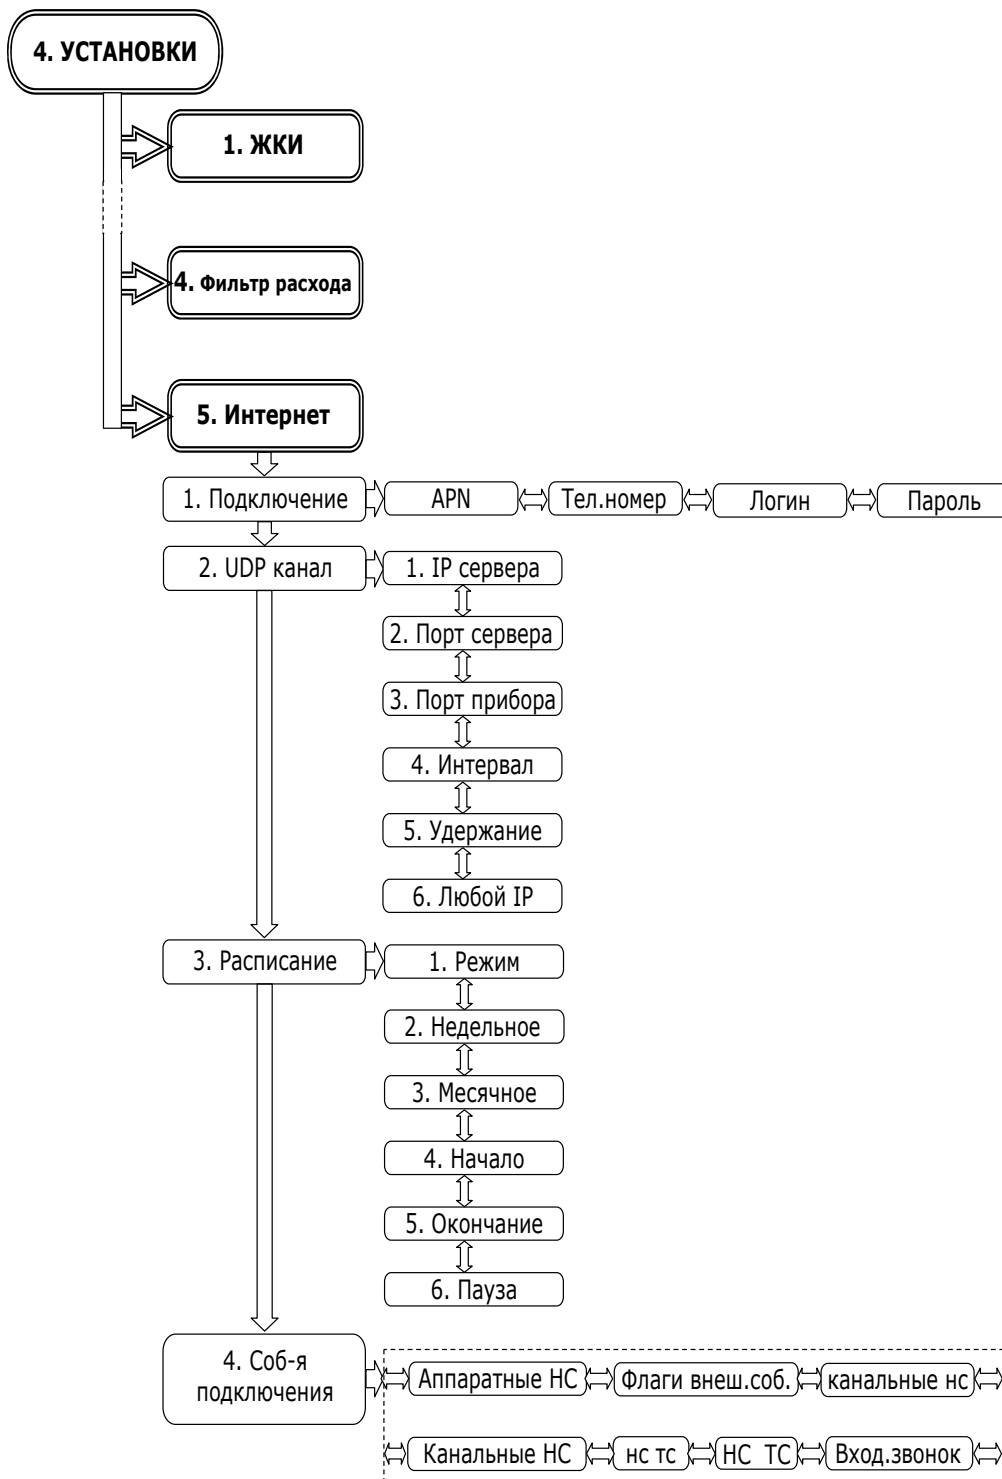 4. УСТАНОВКИ
1. ЖКИ
4. Фильтр расхода
5. Интернет
1. Подключение
APN
Тел.номер
Логин
Пароль
2. UDP канал
1. IP сервера
2. Порт сервера
3. Порт прибора
4. Интервал
5. Удержание
6. Любой IP
3. Расписание
1. Режим
2. Недельное
3. Месячное
4. Начало
5. Окончание
6. Пауза
4. Соб-я
подключения
Аппаратные НС
Флаги внеш.соб.
канальные нс
Канальные НС
нс тс
НС ТС
Вход.звонок